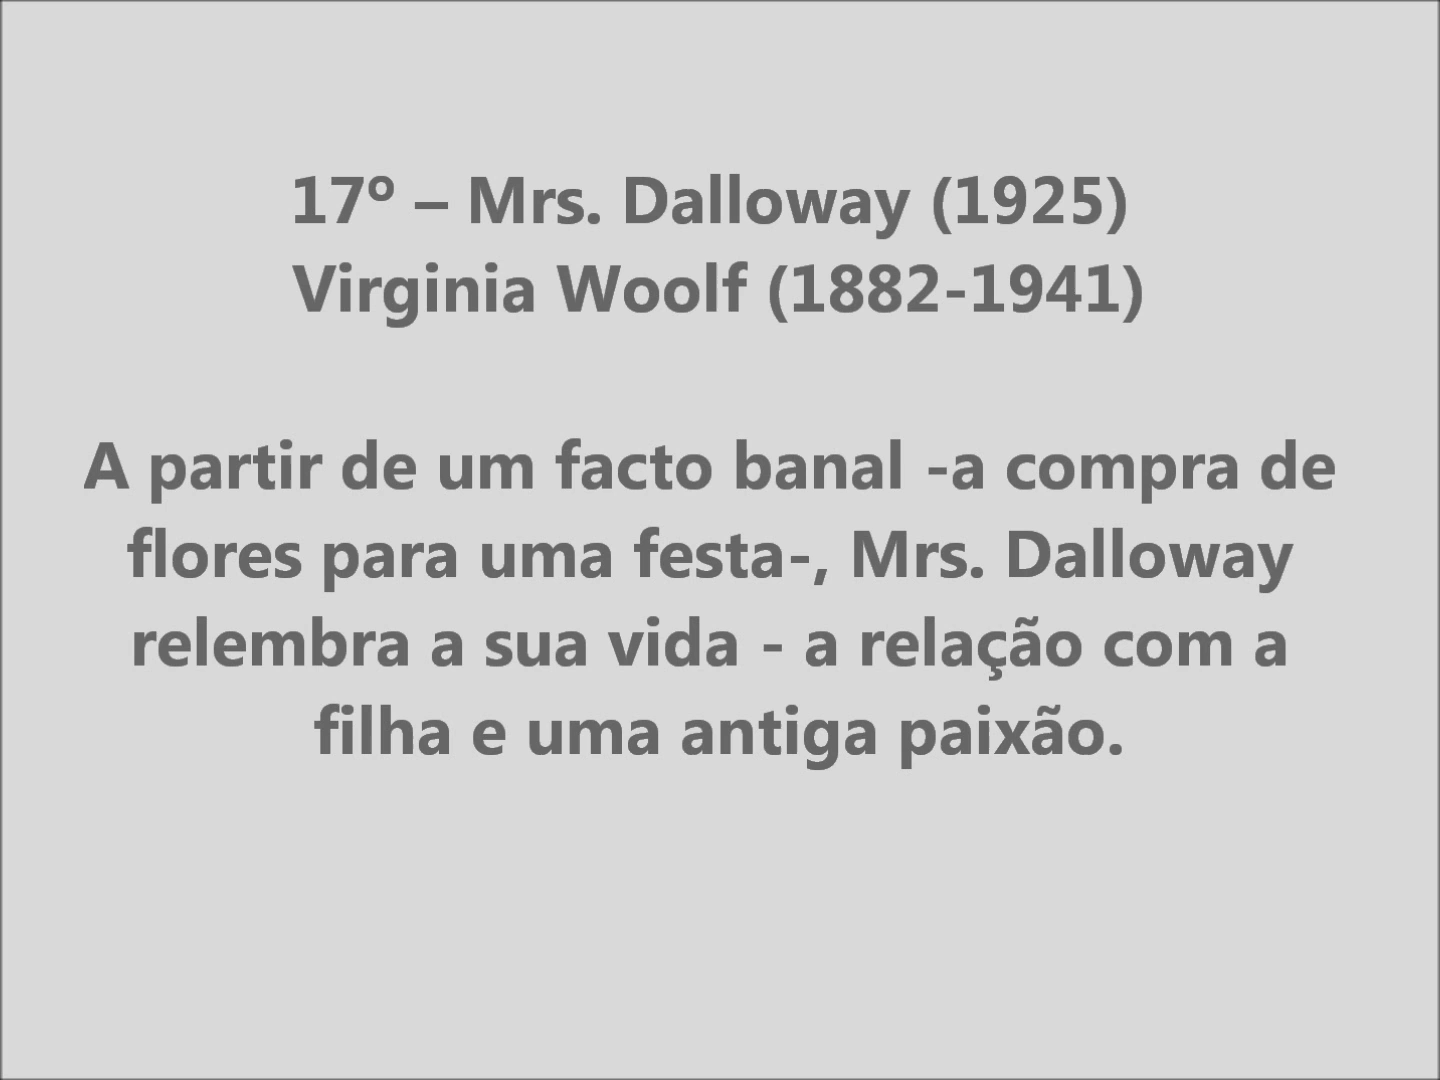 17º – Mrs. Dalloway (1925)
Virginia Woolf (1882-1941)
A partir de um facto banal -a compra de
flores para uma festa-, Mrs. Dalloway
relembra a sua vida - a relação com a
filha e uma antiga paixão.